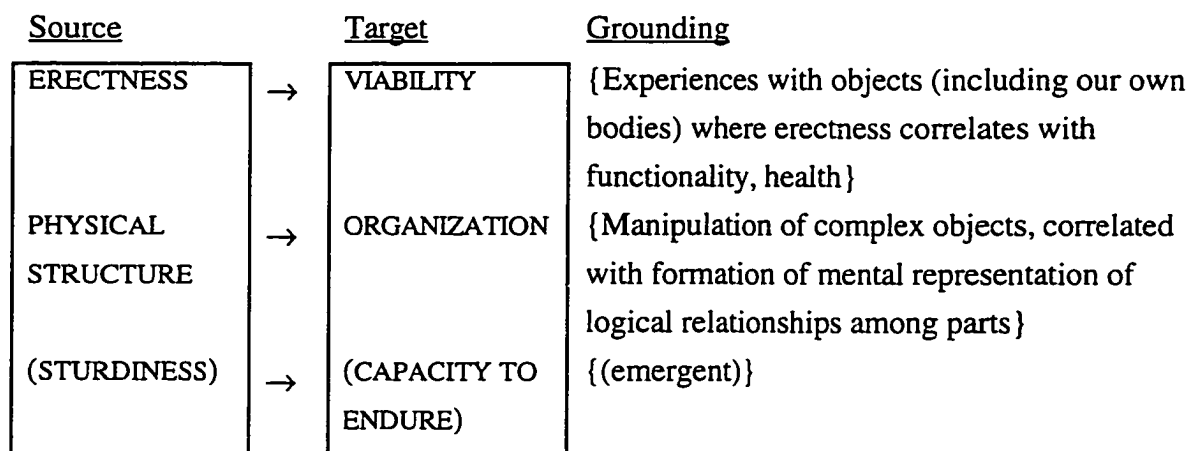 Source Target Grounding
ERECTNESS → VIABILITY {Experiences with objects (including our own
bodies) where erectness correlates with
functionality, health}
PHYSICAL → ORGANIZATION {Manipulation of complex objects, correlated
STRUCTURE with formation of mental representation of
logical relationships among parts}
(STURDINESS) → (CAPACITY TO {(emergent)}
ENDURE)